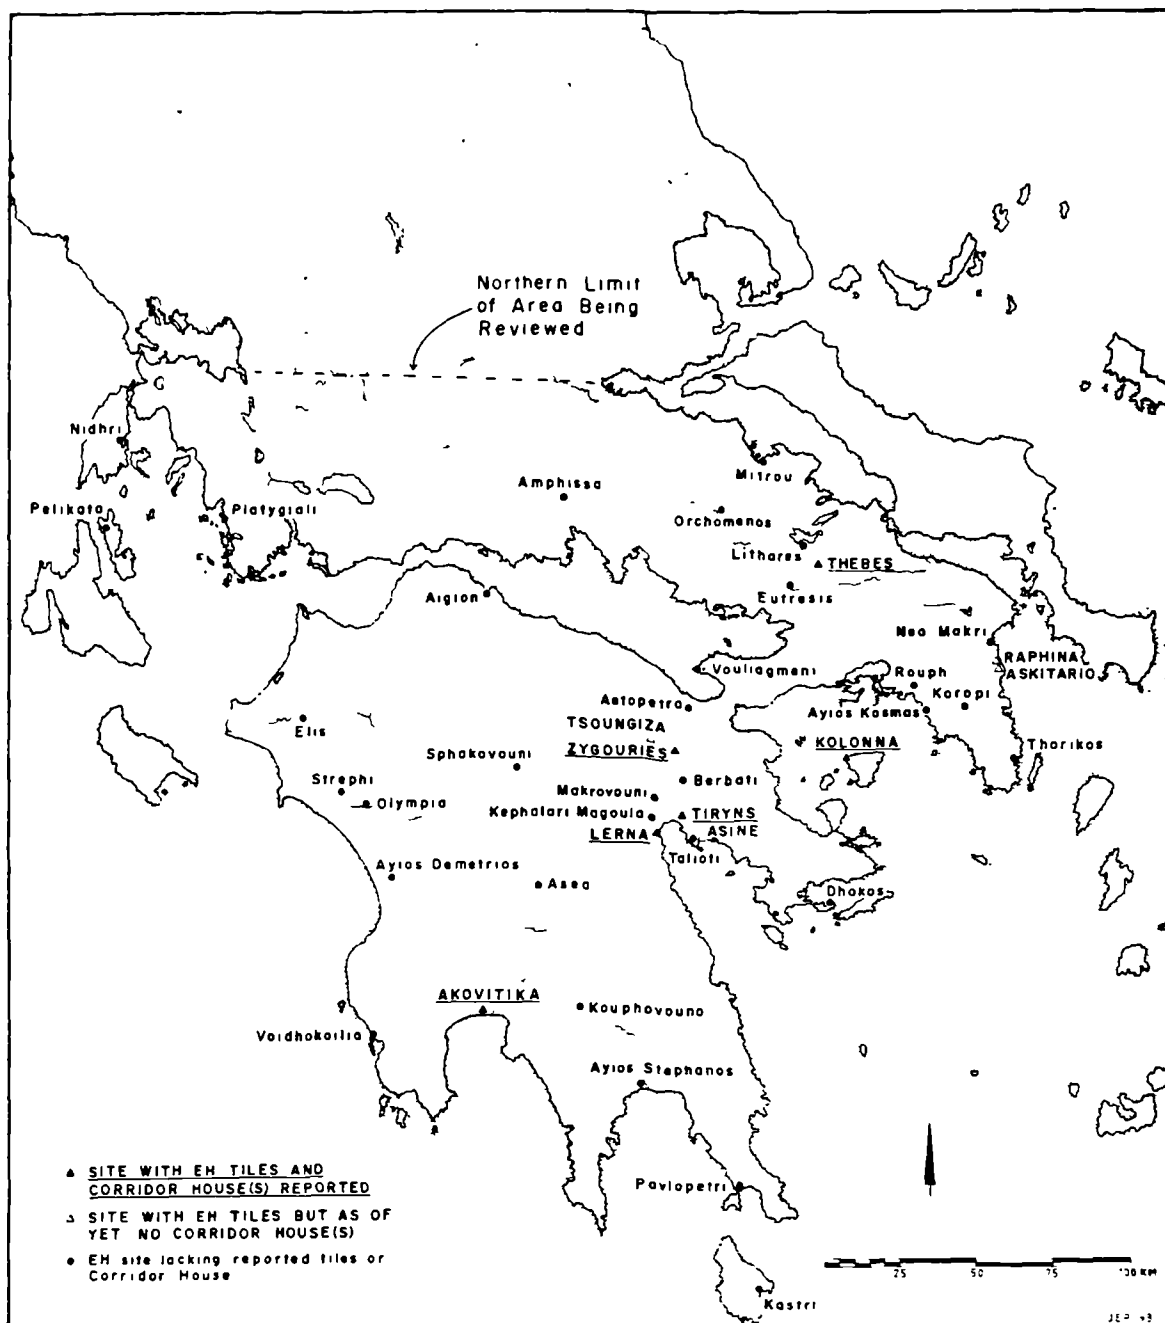 Northern Limit
of Area Being
Reviewed
G
Nidhri
Pelikata
Platygiali
Amphissa
Mitrou
Orchomenos
Lithares
THEBES
Eutresis
Aigion
Nea Makri
Vouliagmeni
Rouph
RAPHINA
ASKITARIO
Koropi
Aetopetra
Ayios Kosmas
TSOUNGIZA
Elis
ZYGOURIES
KOLONNA
Thorikos
Sphakovouni
Strephi
Berbati
Makrovouni
Olympia
Kephalari Magoula
TIRYNS
LERNA
ASINE
Talioti
Ayios Demetrios
Asea
Dhokos
AKOVITIKA
Kouphovouno
Voidhokoilia
Ayios Stephanos
Pavlopetri
Kastri
SITE WITH EH TILES AND
CORRIDOR HOUSE(S) REPORTED
SITE WITH EH TILES BUT AS OF
YET NO CORRIDOR HOUSE(S)
EH site lacking reported tiles or
Corridor House
25 50 75 100 KM